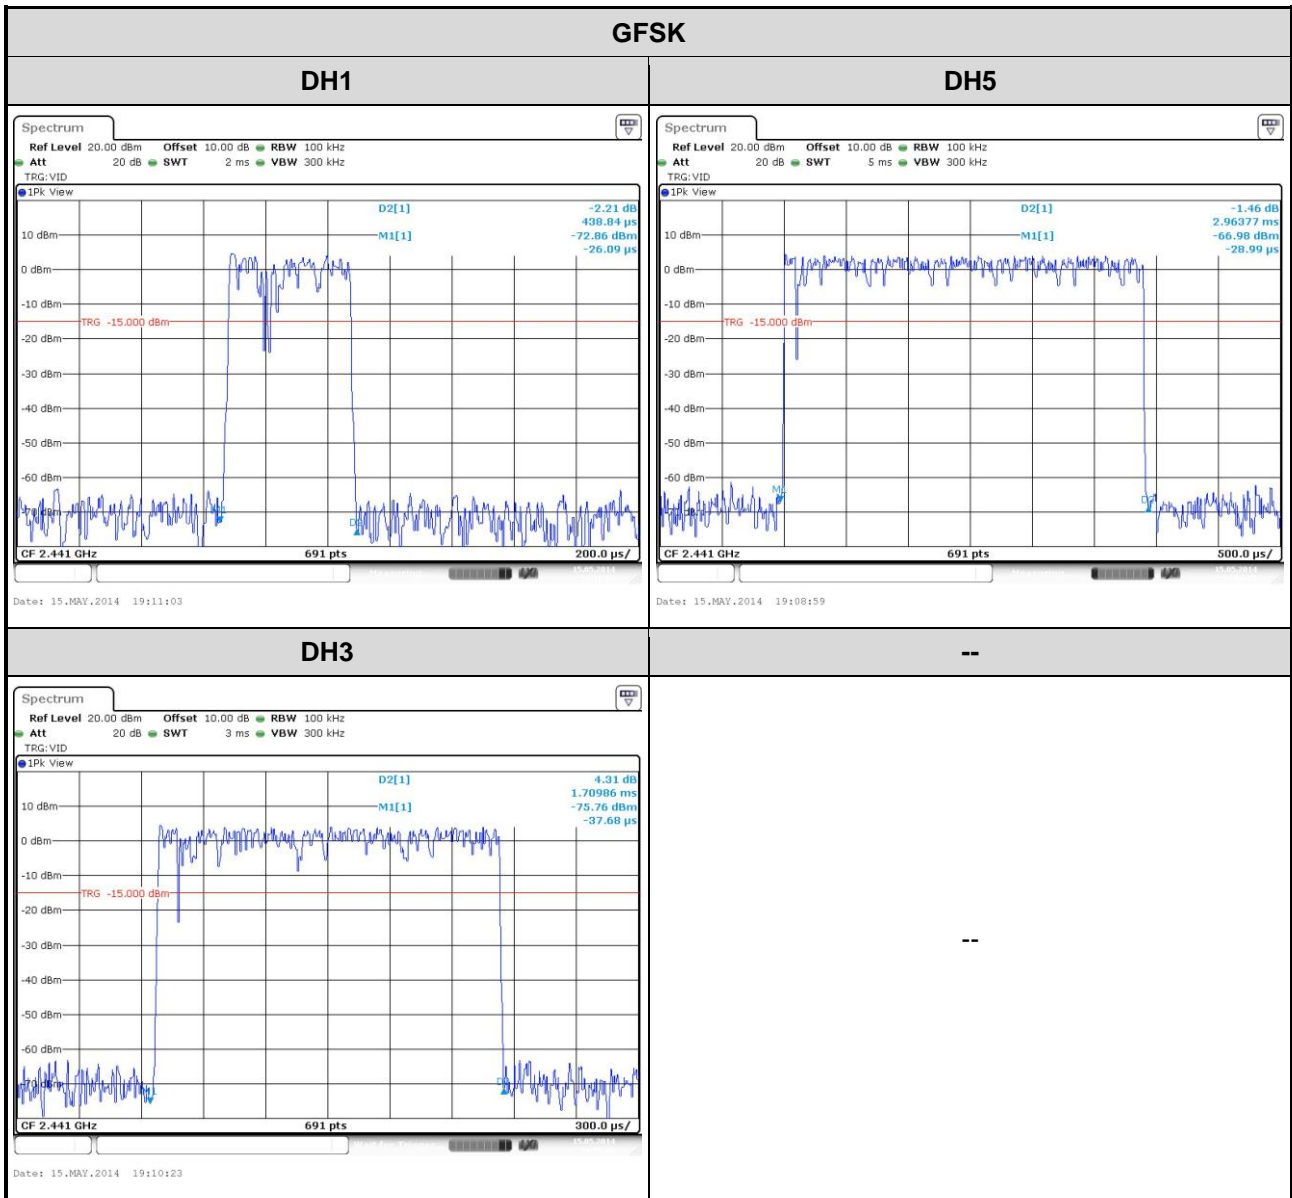 GFSK
DH1
DH5
Spectrum
Ref Level 20.00 dBm Offset 10.00 dB RBW 100 kHz
Att 20 dB SWT 2 ms VBW 300 kHz
TRG:VID
1Pk View
D2[1] -2.21 dB
438.84 µs
M1[1] -72.86 dBm
-26.09 µs
10 dBm
0 dBm
-10 dBm
TRG -15.000 dBm
-20 dBm
-30 dBm
-40 dBm
-50 dBm
-60 dBm
-70 dBm
CF 2.441 GHz 691 pts 200.0 µs/
Date: 15.MAY.2014 19:11:03
Spectrum
Ref Level 20.00 dBm Offset 10.00 dB RBW 100 kHz
Att 20 dB SWT 5 ms VBW 300 kHz
TRG:VID
1Pk View
D2[1] -1.46 dB
2.96377 ms
M1[1] -66.98 dBm
-28.99 µs
10 dBm
0 dBm
-10 dBm
TRG -15.000 dBm
-20 dBm
-30 dBm
-40 dBm
-50 dBm
-60 dBm
CF 2.441 GHz 691 pts 500.0 µs/
Date: 15.MAY.2014 19:08:59
DH3
--
Spectrum
Ref Level 20.00 dBm Offset 10.00 dB RBW 100 kHz
Att 20 dB SWT 3 ms VBW 300 kHz
TRG:VID
1Pk View
D2[1] 4.31 dB
1.70986 ms
M1[1] -75.76 dBm
-37.68 µs
10 dBm
0 dBm
-10 dBm
TRG -15.000 dBm
-20 dBm
-30 dBm
-40 dBm
-50 dBm
-60 dBm
-70 dBm
CF 2.441 GHz 691 pts 300.0 µs/
Date: 15.MAY.2014 19:10:23
--